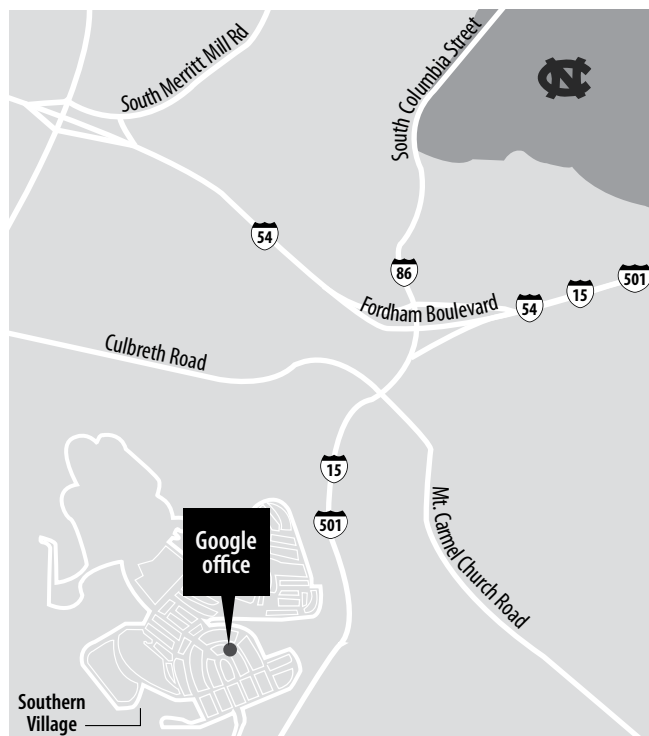 South Merritt Mill Rd
South Columbia Street
NC
54
86
501
15
54
Fordham Boulevard
Culbreth Road
15
501
Mt. Carmel Church Road
Google
office
Southern
Village